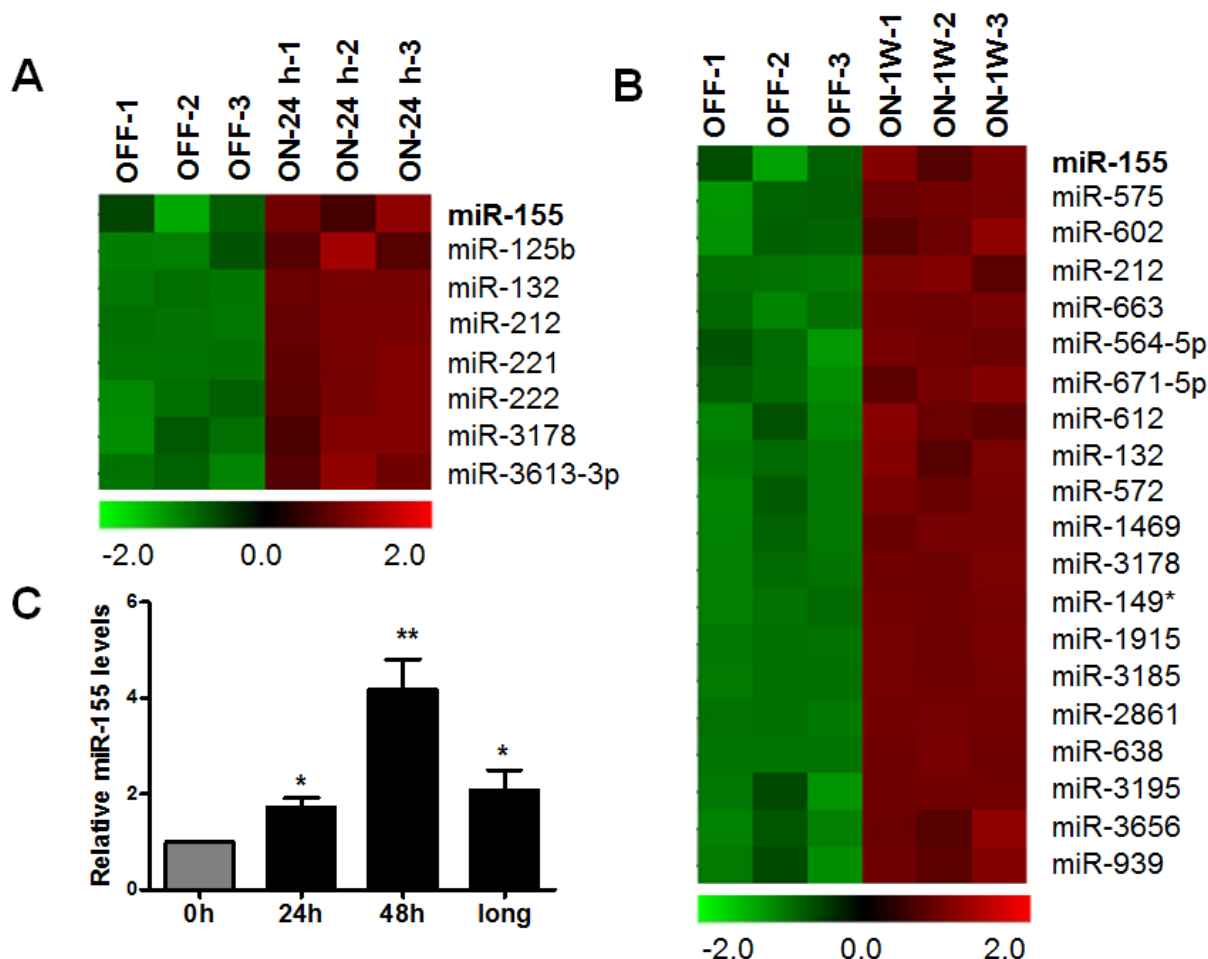 A
OFF-1
OFF-2
OFF-3
ON-24 h-1
ON-24 h-2
ON-24 h-3
miR-155
miR-125b
miR-132
miR-212
miR-221
miR-222
miR-3178
miR-3613-3p
-2.0 0.0 2.0
B
OFF-1
OFF-2
OFF-3
ON-1W-1
ON-1W-2
ON-1W-3
miR-155
miR-575
miR-602
miR-212
miR-663
miR-564-5p
miR-671-5p
miR-612
miR-132
miR-572
miR-1469
miR-3178
miR-149*
miR-1915
miR-3185
miR-2861
miR-638
miR-3195
miR-3656
miR-939
-2.0 0.0 2.0
C
Relative miR-155 levels
6
4
2
0
*
**
*
0h 24h 48h long